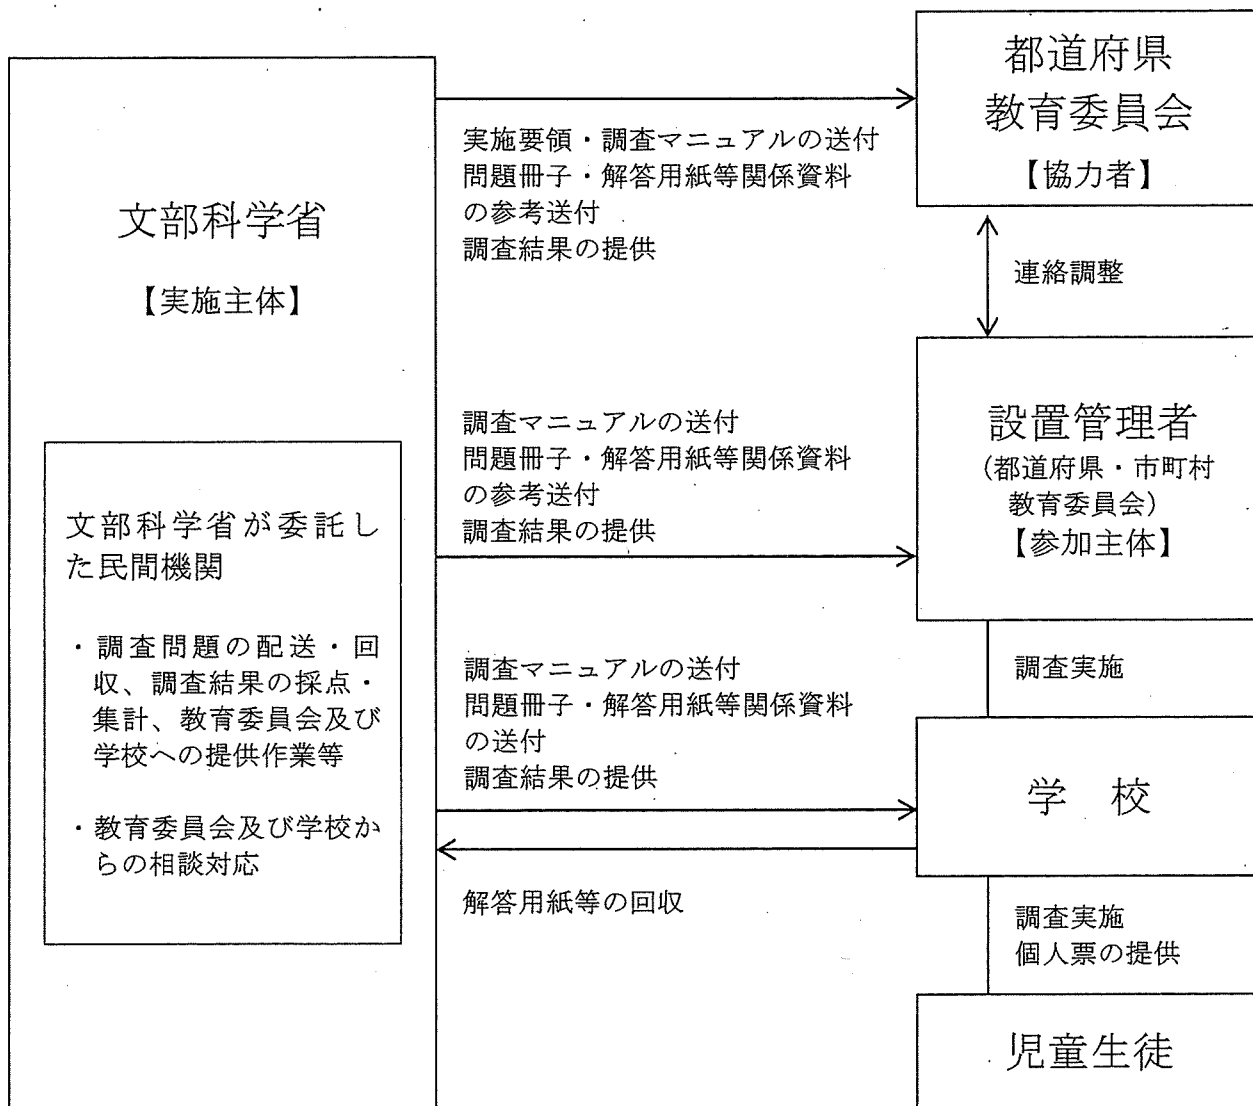 文部科学省
【実施主体】
文部科学省が委託し
た民間機関
・調査問題の配送・回
収、調査結果の採点・
集計、教育委員会及び
学校への提供作業等
・教育委員会及び学校か
らの相談対応
実施要領・調査マニュアルの送付
問題冊子・解答用紙等関係資料
の参考送付
調査結果の提供
調査マニュアルの送付
問題冊子・解答用紙等関係資料
の参考送付
調査結果の提供
調査マニュアルの送付
問題冊子・解答用紙等関係資料
の送付
調査結果の提供
解答用紙等の回収
都道府県
教育委員会
【協力者】
連絡調整
設置管理者
（都道府県・市町村
教育委員会）
【参加主体】
調査実施
学　校
調査実施
個人票の提供
児童生徒